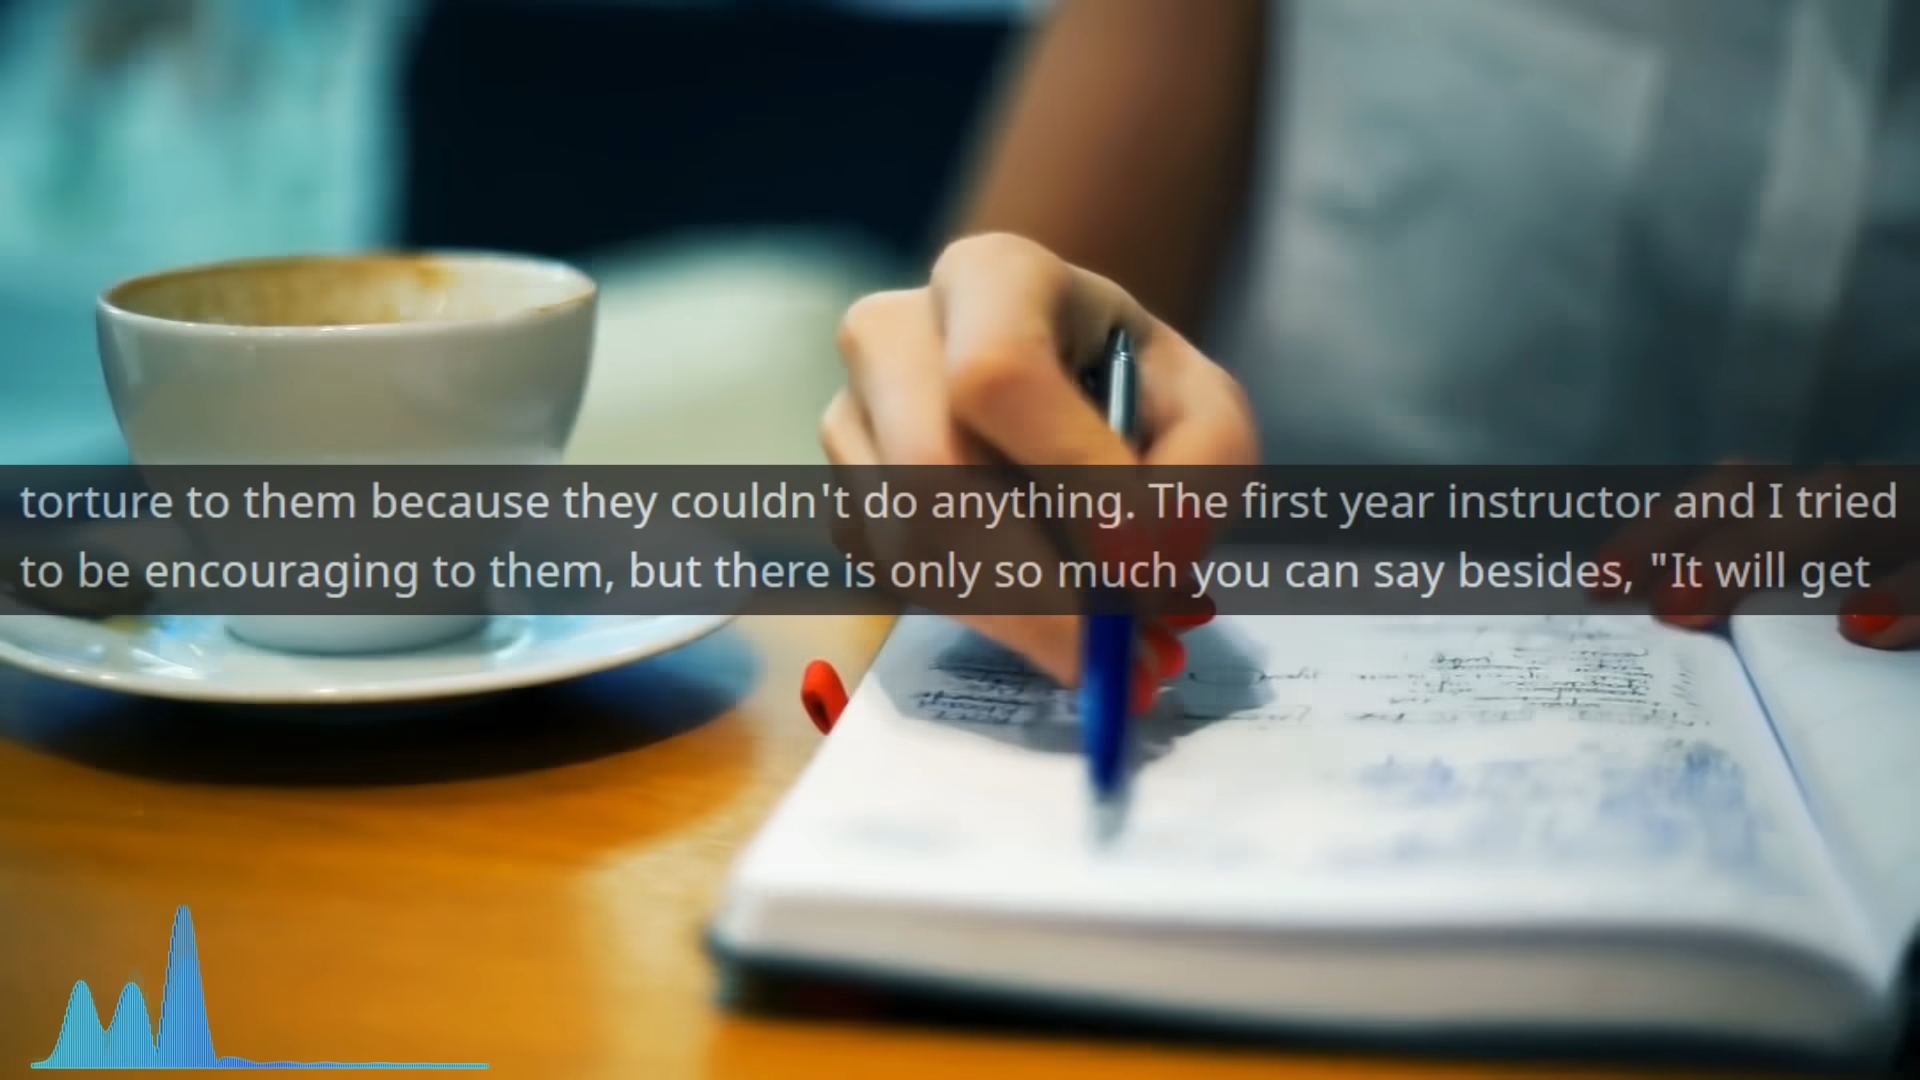 torture to them because they couldn't do anything. The first year instructor and I tried
to be encouraging to them, but there is only so much you can say besides, "It will get